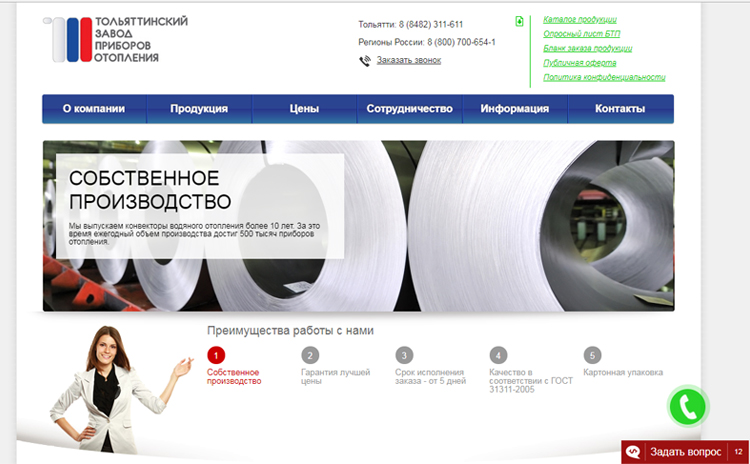 ТОЛЬЯТТИНСКИЙ
ЗАВОД
ПРИБОРОВ
ОТОПЛЕНИЯ
Тольятти: 8 (8482) 311-611
Регионы России: 8 (800) 700-654-1
Заказать звонок
Каталог продукции
Опросный лист БТП
Бланк заказа продукции
Публичная оферта
Политика конфиденциальности
О компании
Продукция
Цены
Сотрудничество
Информация
Контакты
СОБСТВЕННОЕ
ПРОИЗВОДСТВО
Мы выпускаем конвекторы водяного отопления более 10 лет. За это
время ежегодный объем производства достиг 500 тысяч приборов
отопления.
Преимущества работы с нами
1
Собственное
производство
2
Гарантия лучшей
цены
3
Срок исполнения
заказа - от 5 дней
4
Качество в
соответствии с ГОСТ
31311-2005
5
Картонная упаковка
Задать вопрос
12